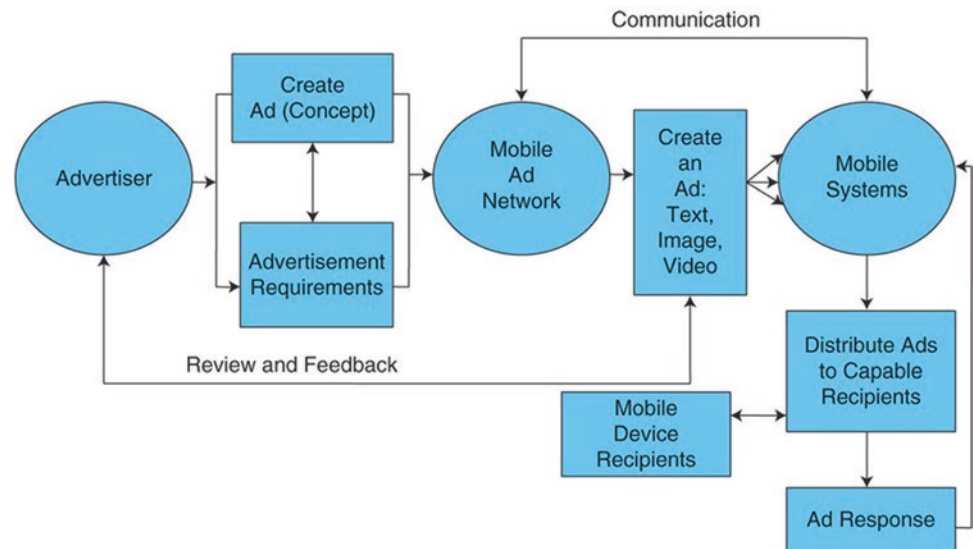 Communication
Create
Ad (Concept)
Advertiser
Advertisement
Requirements
Mobile
Ad
Network
Create
an
Ad:
Text,
Image,
Video
Mobile
Systems
Review and Feedback
Distribute Ads
to Capable
Recipients
Mobile
Device
Recipients
Ad Response